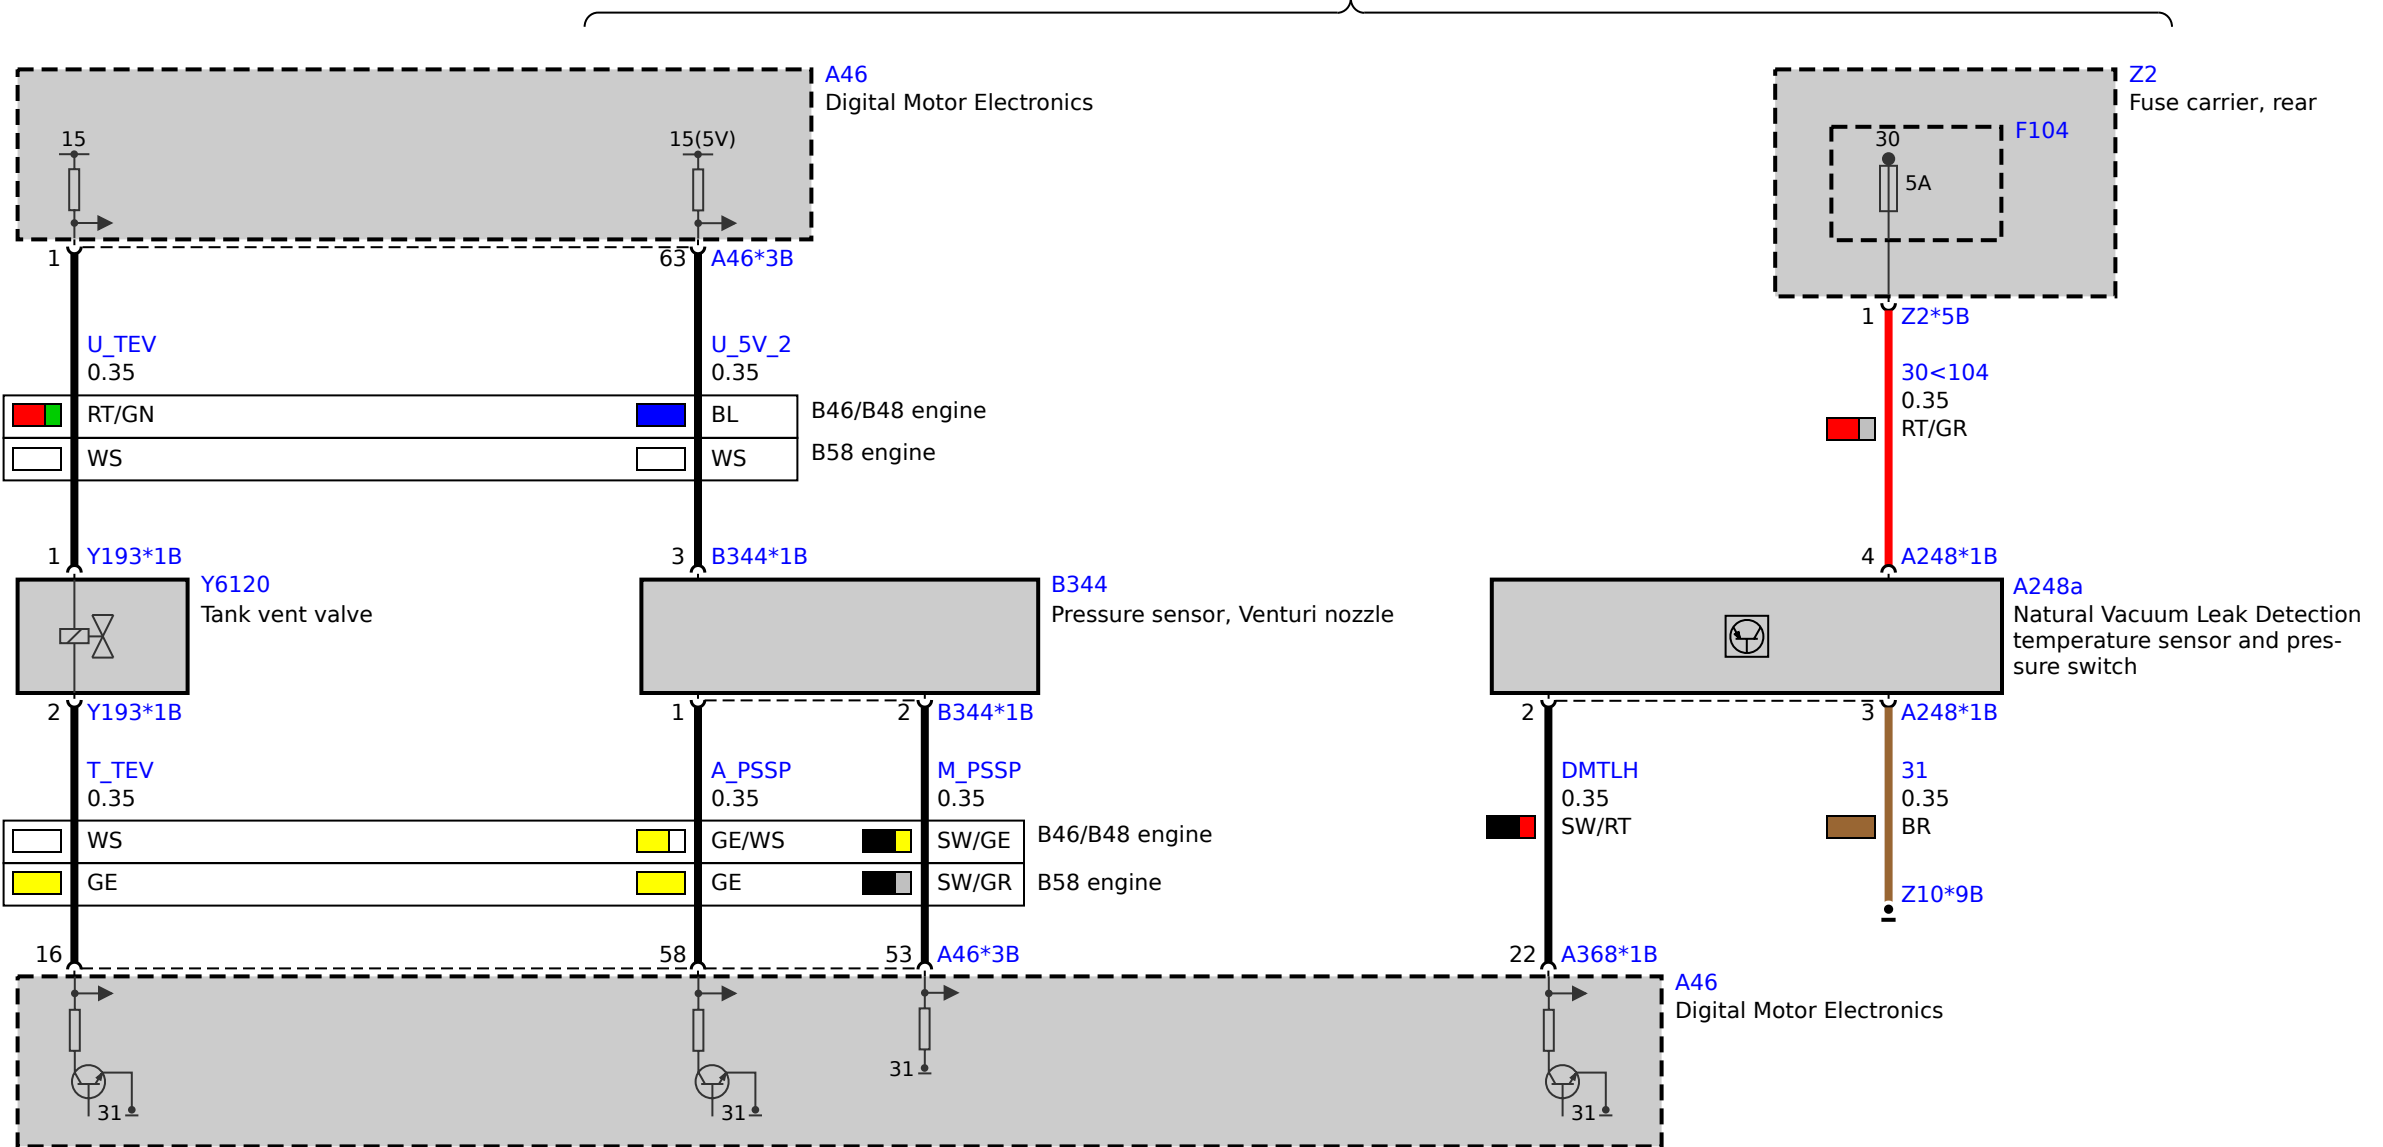 A46
Digital Motor Electronics
Z2
Fuse carrier, rear
15
15(5V)
F104
30
5A
1
63
A46*3B
1
Z2*5B
U_TEV
0.35
U_5V_2
0.35
30<104
0.35
RT/GR
RT/GN
BL
B46/B48 engine
WS
WS
B58 engine
1
Y193*1B
3
B344*1B
4
A248*1B
Y6120
Tank vent valve
B344
Pressure sensor, Venturi nozzle
A248a
Natural Vacuum Leak Detection
temperature sensor and pres-
sure switch
2
Y193*1B
1
2
B344*1B
2
3
A248*1B
T_TEV
0.35
A_PSSP
0.35
M_PSSP
0.35
DMTLH
0.35
SW/RT
31
0.35
BR
WS
GE/WS
SW/GE
B46/B48 engine
GE
GE
SW/GR
B58 engine
Z10*9B
16
58
53
A46*3B
22
A368*1B
A46
Digital Motor Electronics
31
31
31
31